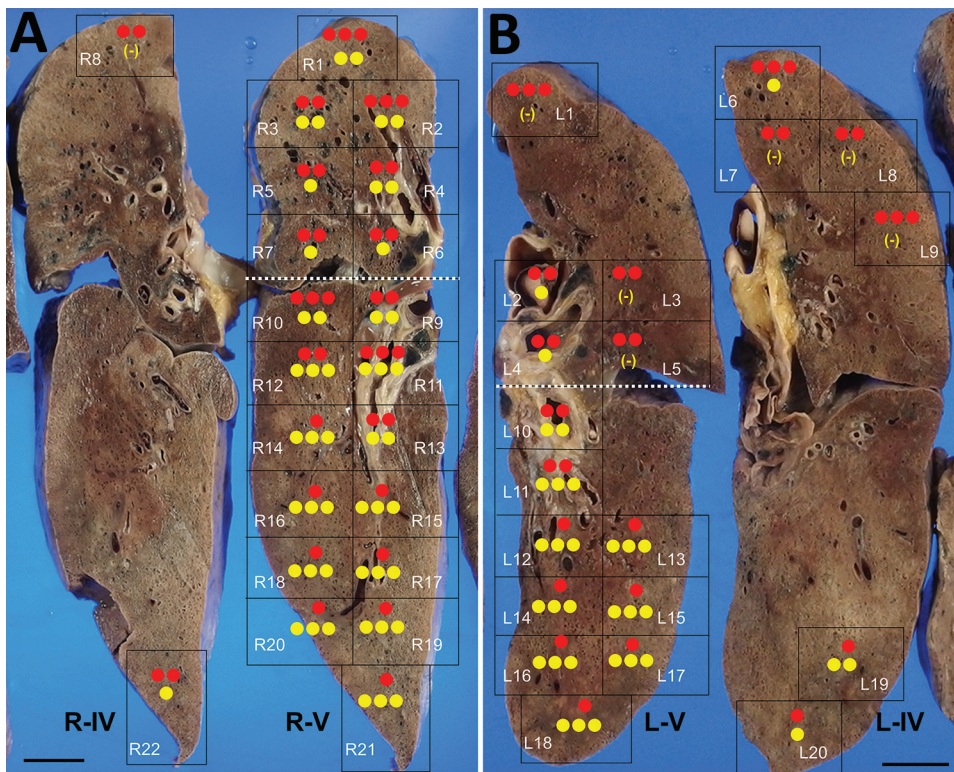 A
R8
(-)
R1
R3
R2
R5
R4
R7
R6
R10
R9
R12
R11
R14
R13
R16
R15
R18
R17
R20
R19
R-IV
R-V
R22
R21
B
L1
(-)
L6
L7
(-)
(-)
L8
(-)
L9
L2
(-)
L3
L4
(-)
L5
L10
L11
L12
L13
L14
L15
L16
L17
L18
L-V
L19
L-IV
L20